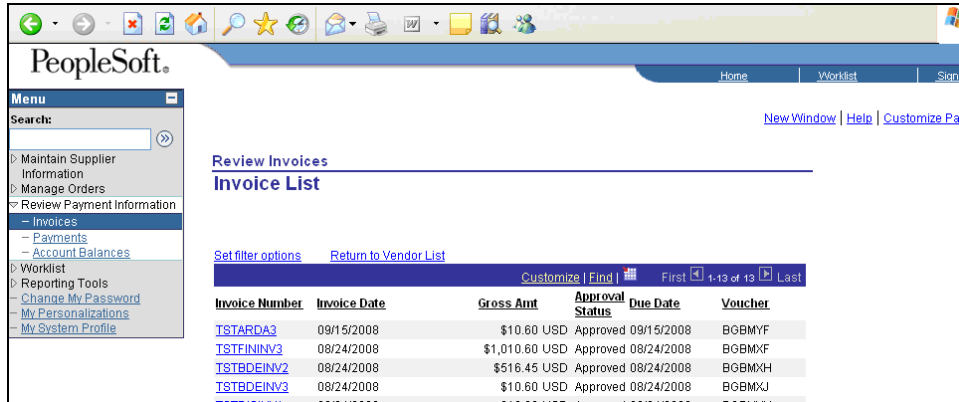 PeopleSoft®
Home Worklist Sign
New Window | Help | Customize Pa
Menu
Search:
Maintain Supplier
Information
Manage Orders
Review Payment Information
– Invoices
– Payments
– Account Balances
Worklist
Reporting Tools
– Change My Password
– My Personalizations
– My System Profile
Review Invoices
Invoice List
Set filter options Return to Vendor List
Customize | Find | First 1-13 of 13 Last
Invoice Number Invoice Date Gross Amt Approval Status Due Date Voucher
TSTARDA3 09/15/2008 $10.60 USD Approved 09/15/2008 BGBMYF
TSTFININV3 08/24/2008 $1,010.60 USD Approved 08/24/2008 BGBMXF
TSTBDEINV2 08/24/2008 $516.45 USD Approved 08/24/2008 BGBMXH
TSTBDEINV3 08/24/2008 $10.60 USD Approved 08/24/2008 BGBMXJ